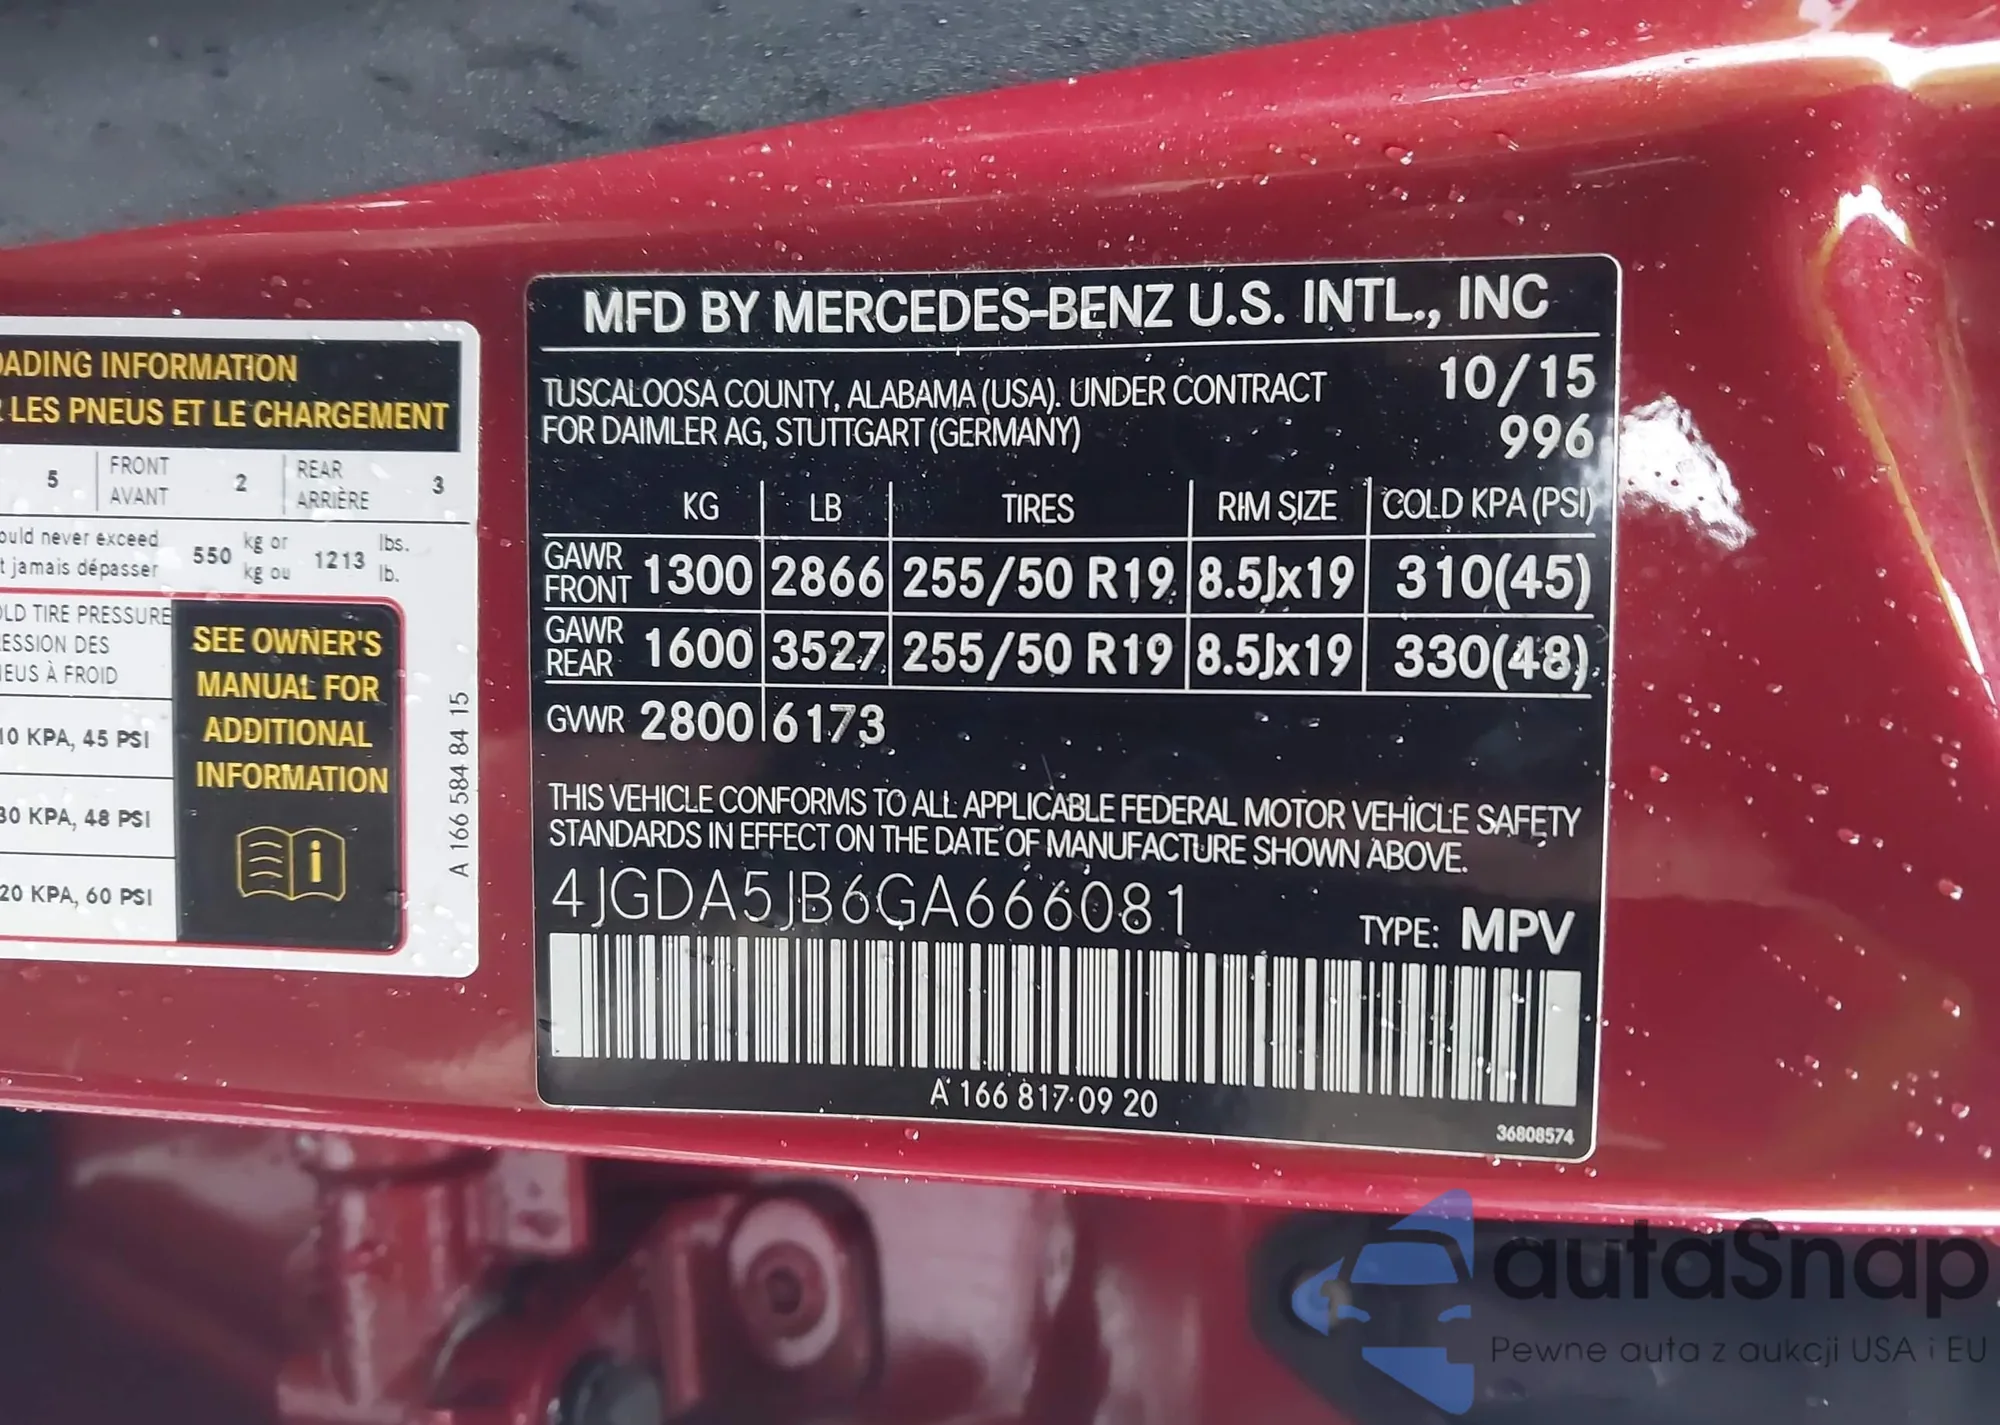 OADING INFORMATION
R LES PNEUS ET LE CHARGEMENT
5 FRONT AVANT 2 REAR ARRIÈRE 3
ould never exceed 550 kg or 1213 lbs.
t jamais dépasser kg ou lb.
OLD TIRE PRESSURE
ESSION DES
NEUS À FROID
10 KPA, 45 PSI
30 KPA, 48 PSI
20 KPA, 60 PSI
SEE OWNER'S
MANUAL FOR
ADDITIONAL
INFORMATION
A 166 584 84 15
MFD BY MERCEDES-BENZ U.S. INTL., INC
TUSCALOOSA COUNTY, ALABAMA (USA). UNDER CONTRACT 10/15
FOR DAIMLER AG, STUTTGART (GERMANY) 996
KG LB TIRES RIM SIZE COLD KPA (PSI)
GAWR FRONT 1300 2866 255/50 R19 8.5Jx19 310(45)
GAWR REAR 1600 3527 255/50 R19 8.5Jx19 330(48)
GVWR 2800 6173
THIS VEHICLE CONFORMS TO ALL APPLICABLE FEDERAL MOTOR VEHICLE SAFETY
STANDARDS IN EFFECT ON THE DATE OF MANUFACTURE SHOWN ABOVE.
4JGDA5JB6GA666081 TYPE: MPV
A 166 817 09 20
36808574
autaSnap
Pewne auta z aukcji USA i EU